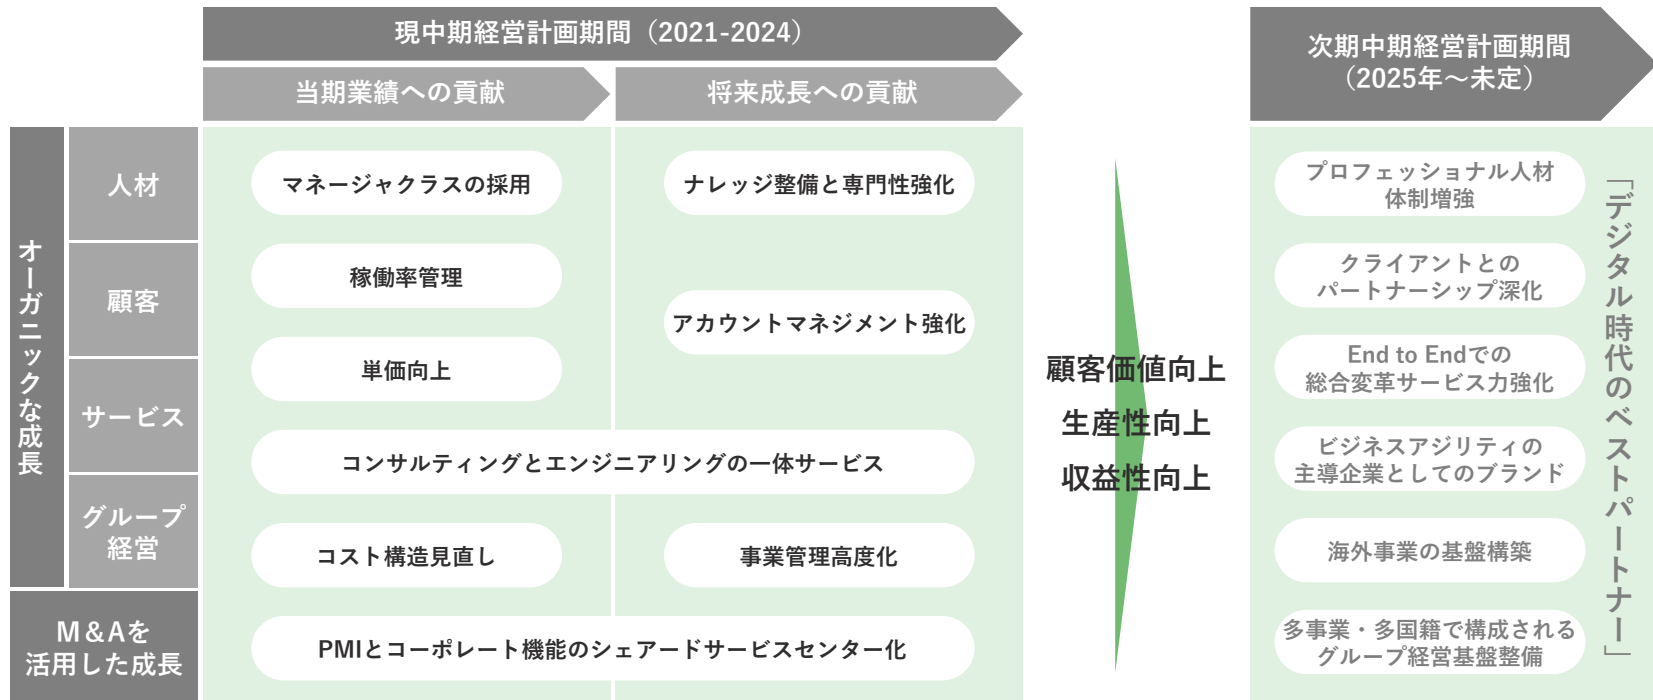 現中期経営計画期間（2021-2024）
当期業績への貢献
将来成長への貢献
次期中期経営計画期間
（2025年～未定）
オーガニックな成長
人材
マネージャクラスの採用
ナレッジ整備と専門性強化
顧客
稼働率管理
アカウントマネジメント強化
単価向上
サービス
コンサルティングとエンジニアリングの一体サービス
グループ
経営
コスト構造見直し
事業管理高度化
M＆Aを
活用した成長
PMIとコーポレート機能のシェアードサービスセンター化
顧客価値向上
生産性向上
収益性向上
プロフェッショナル人材
体制増強
クライアントとの
パートナーシップ深化
End to Endでの
総合変革サービス力強化
ビジネスアジリティの
主導企業としてのブランド
海外事業の基盤構築
多事業・多国籍で構成される
グループ経営基盤整備
「デジタル時代のベストパートナー」